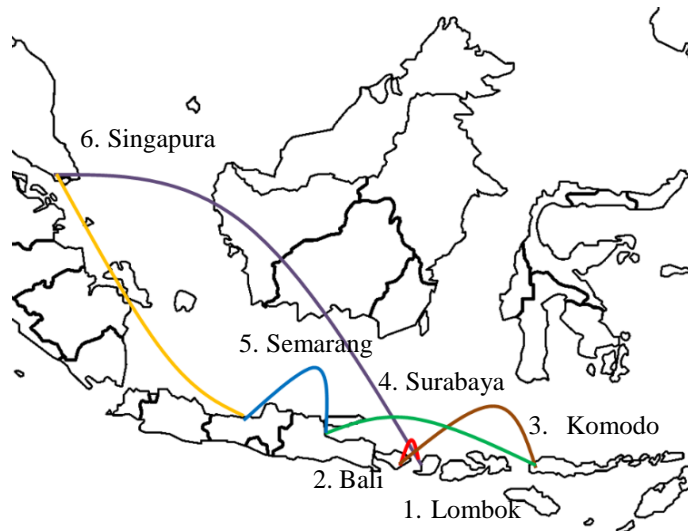 6. Singapura
5. Semarang
4. Surabaya
3. Komodo
2. Bali
1. Lombok